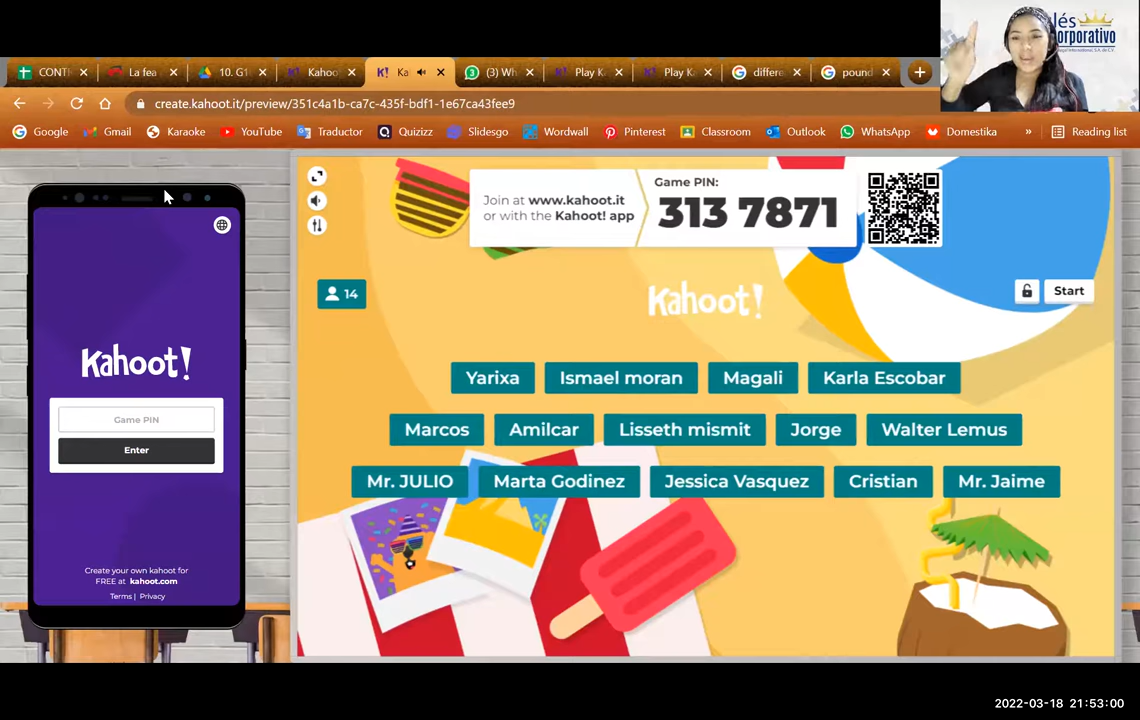 CONT
La fea
10. G1
Kahoo
K! Ka
(3) Wh
Play K
Play K
differe
pound
create.kahoot.it/preview/351c4a1b-ca7c-435f-bdf1-1e67ca43fee9
Google Gmail Karaoke YouTube Traductor Quizizz Slidesgo Wordwall Pinterest Classroom Outlook WhatsApp Domestika » Reading list
lés
orporativo
Kahoot!
Game PIN
Enter
Create your own kahoot for
FREE at kahoot.com
Terms | Privacy
Join at www.kahoot.it
or with the Kahoot! app
Game PIN:
313 7871
14
Kahoot!
Start
Yarixa Ismael moran Magali Karla Escobar
Marcos Amilcar Lisseth mismit Jorge Walter Lemus
Mr. JULIO Marta Godinez Jessica Vasquez Cristian Mr. Jaime
2022-03-18 21:53:00